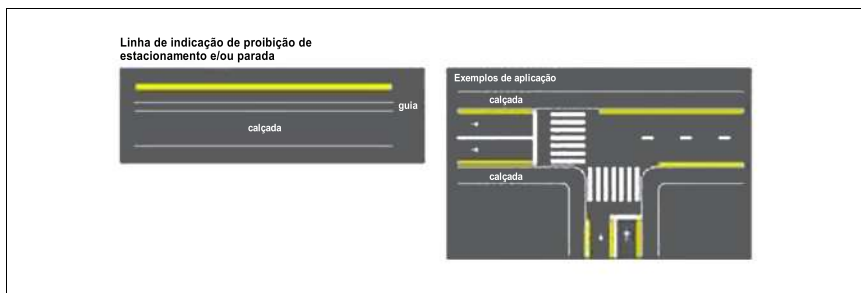 Linha de indicação de proibição de
estacionamento e/ou parada
guia
calçada
Exemplos de aplicação
calçada
calçada